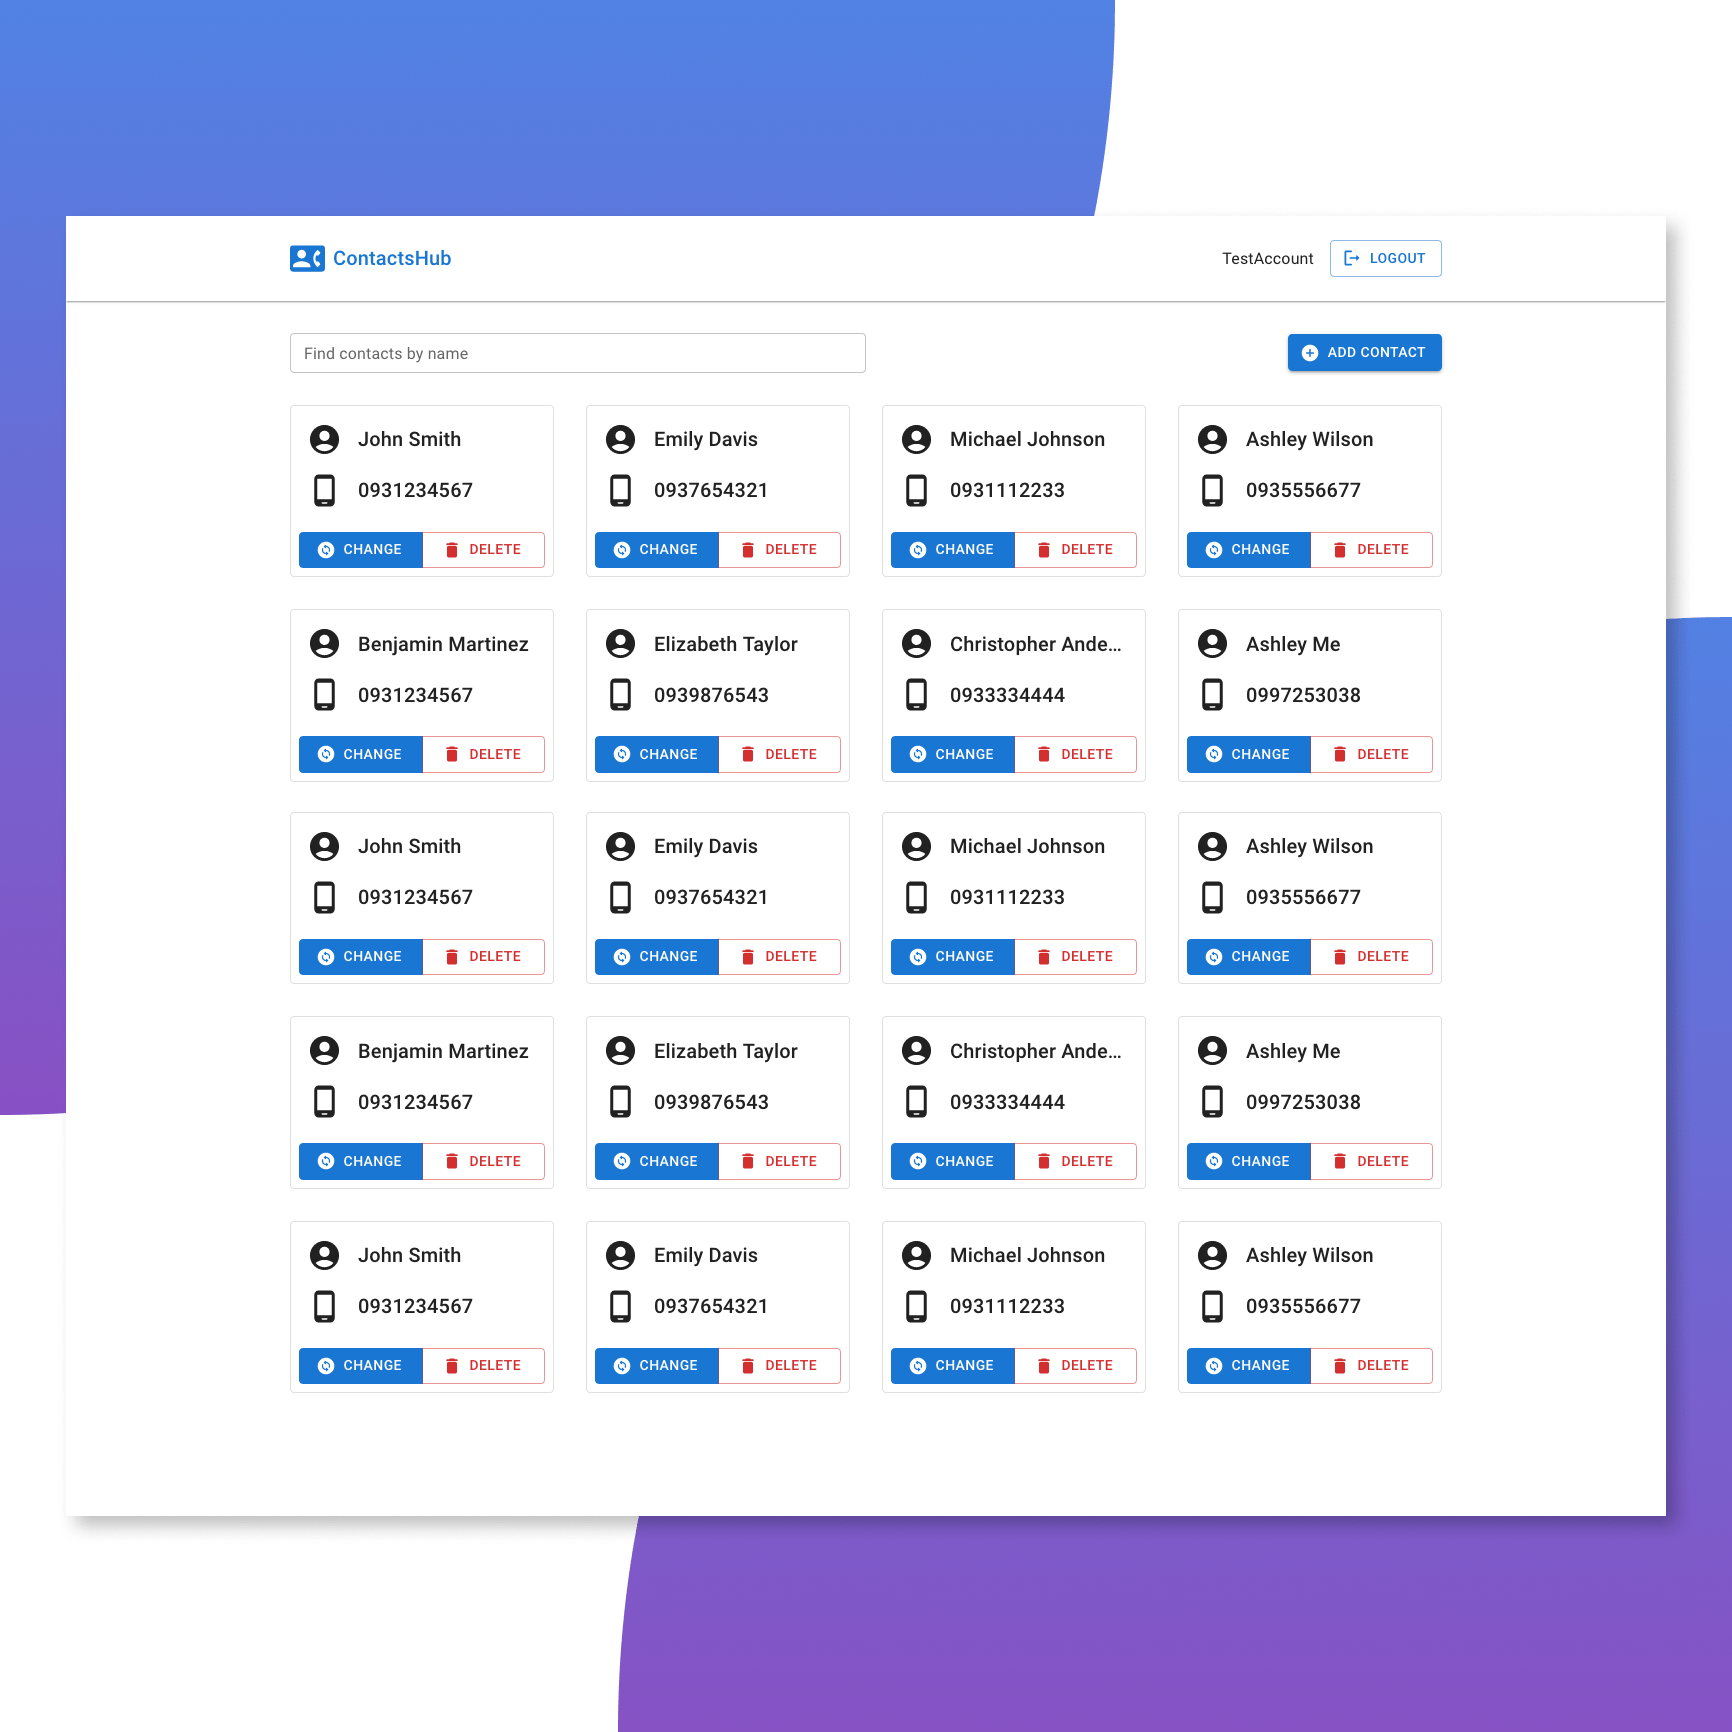 ContactsHub
TestAccount LOGOUT
Find contacts by name ADD CONTACT
John Smith Emily Davis Michael Johnson Ashley Wilson
0931234567 0937654321 0931112233 0935556677
CHANGE DELETE CHANGE DELETE CHANGE DELETE CHANGE DELETE
Benjamin Martinez Elizabeth Taylor Christopher Ande... Ashley Me
0931234567 0939876543 0933334444 0997253038
CHANGE DELETE CHANGE DELETE CHANGE DELETE CHANGE DELETE
John Smith Emily Davis Michael Johnson Ashley Wilson
0931234567 0937654321 0931112233 0935556677
CHANGE DELETE CHANGE DELETE CHANGE DELETE CHANGE DELETE
Benjamin Martinez Elizabeth Taylor Christopher Ande... Ashley Me
0931234567 0939876543 0933334444 0997253038
CHANGE DELETE CHANGE DELETE CHANGE DELETE CHANGE DELETE
John Smith Emily Davis Michael Johnson Ashley Wilson
0931234567 0937654321 0931112233 0935556677
CHANGE DELETE CHANGE DELETE CHANGE DELETE CHANGE DELETE